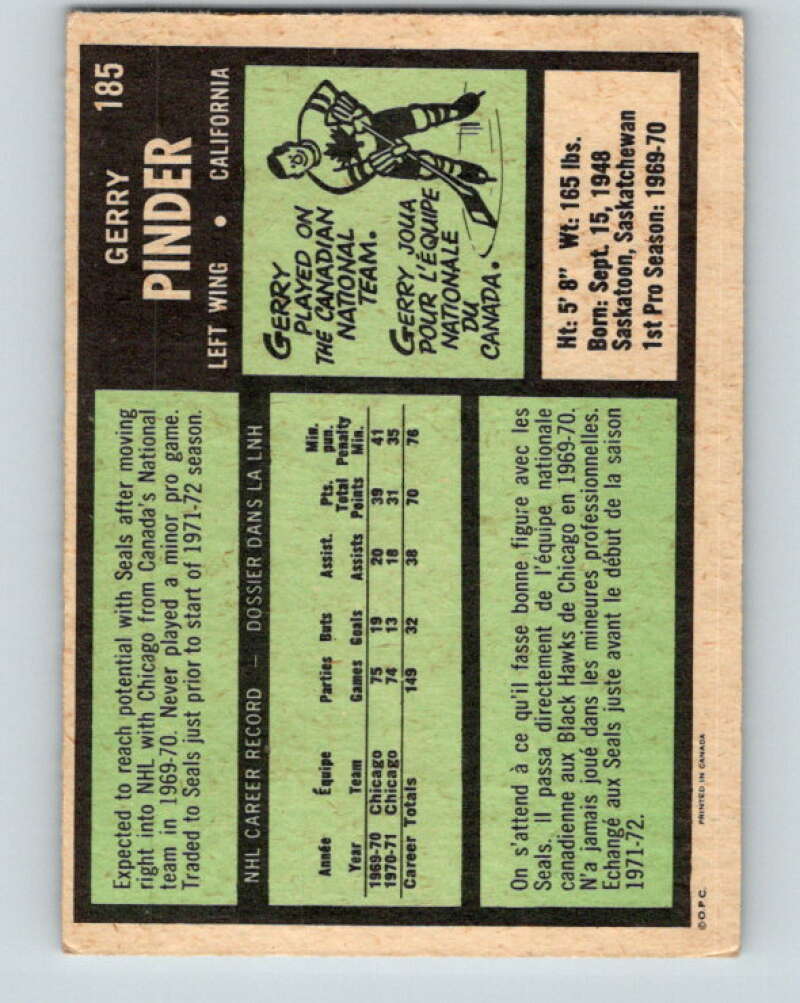 GERRY 185
PINDER
LEFT WING • CALIFORNIA
Expected to reach potential with Seals after moving
right into NHL with Chicago from Canada's National
team in 1969-70. Never played a minor pro game.
Traded to Seals just prior to start of 1971-72 season.
GERRY
PLAYED ON
THE CANADIAN
NATIONAL
TEAM.
GERRY JOUA
POUR L'ÉQUIPE
NATIONALE
DU
CANADA.
NHL CAREER RECORD — DOSSIER DANS LA LNH
Année Équipe Parties Buts Assist. Pts. Total Min. pun.
Year Team Games Goals Assists Points Penalty Min.
1969-70 Chicago 75 19 20 39 41
1970-71 Chicago 74 13 18 31 35
Career Totals 149 32 38 70 76
Ht: 5' 8" Wt: 165 lbs.
Born: Sept. 15, 1948
Saskatoon, Saskatchewan
1st Pro Season: 1969-70
On s'attend à ce qu'il fasse bonne figure avec les
Seals. Il passa directement de l'équipe nationale
canadienne aux Black Hawks de Chicago en 1969-70.
N'a jamais joué dans les mineures professionnelles.
Echangé aux Seals juste avant le début de la saison
1971-72.
©O.P.C. PRINTED IN CANADA